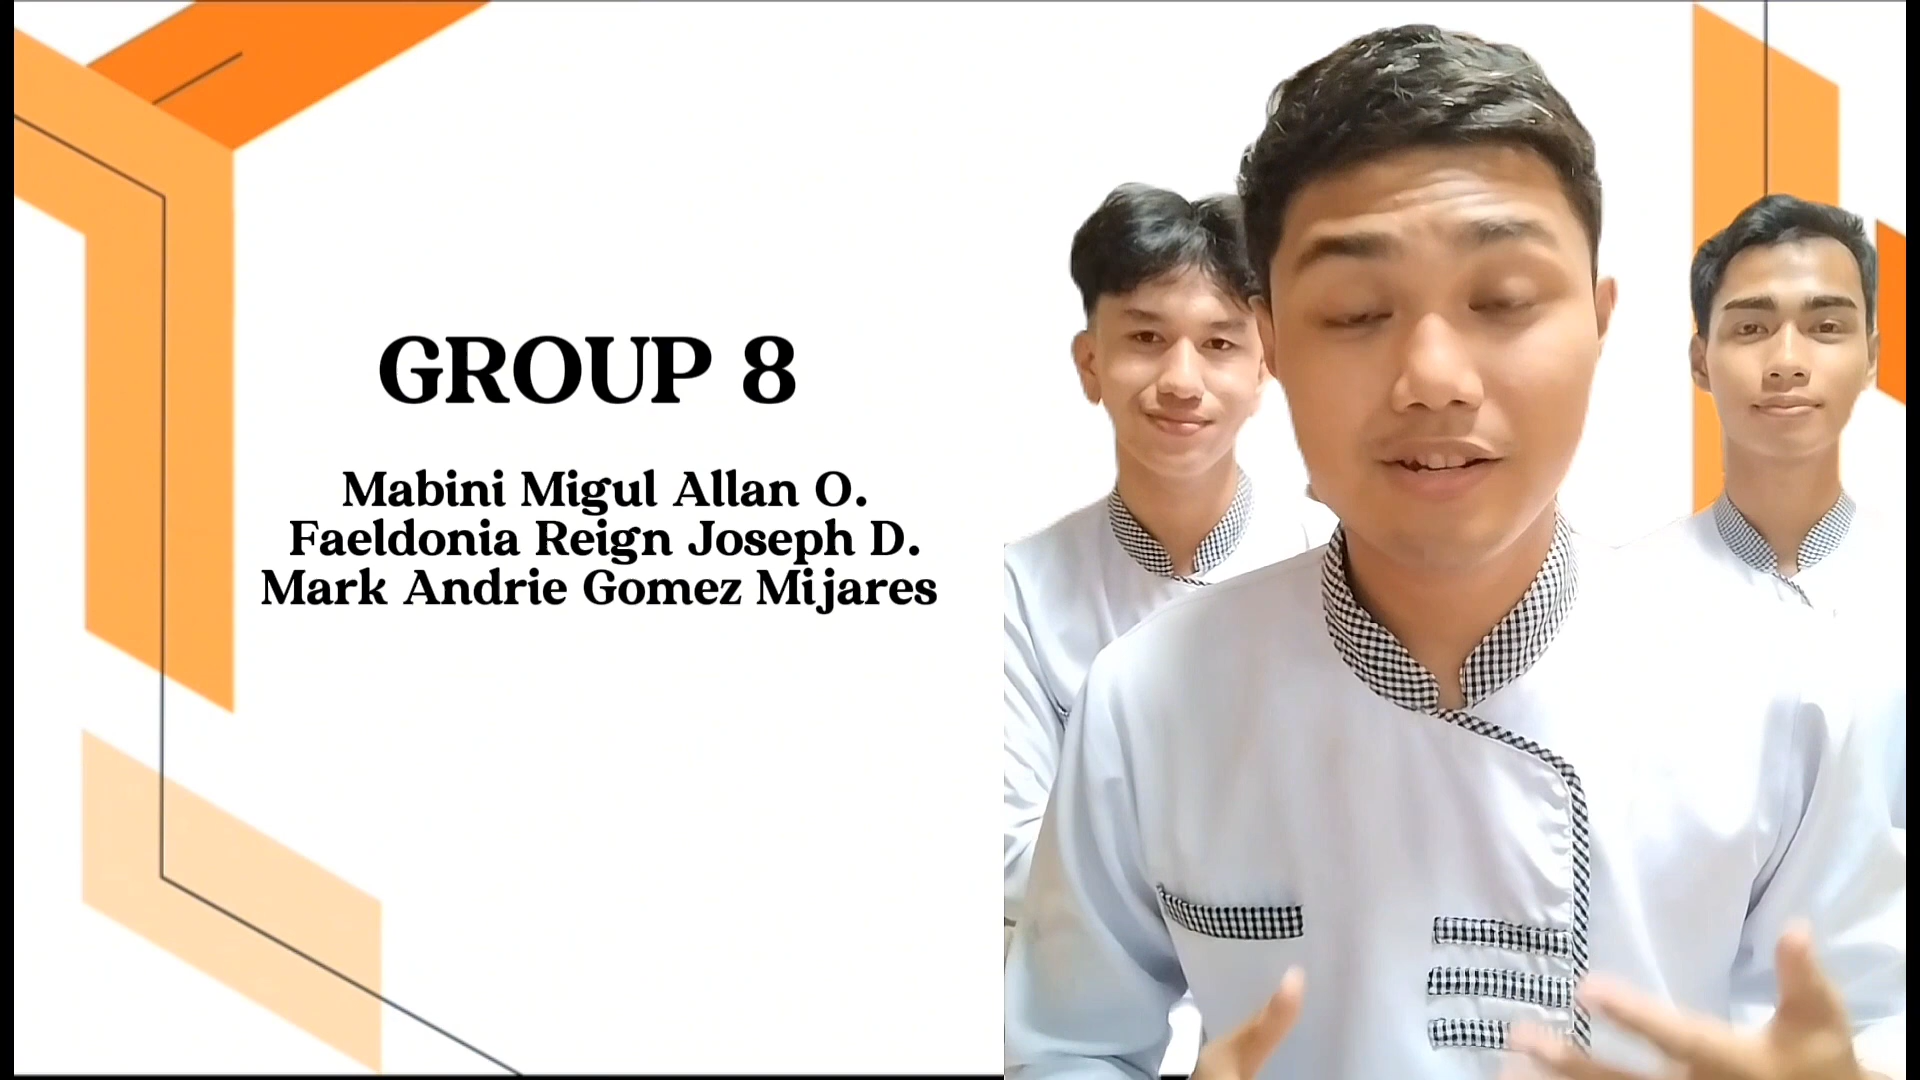 GROUP 8
Mabini Migul Allan O.
Faeldonia Reign Joseph D.
Mark Andrie Gomez Mijares